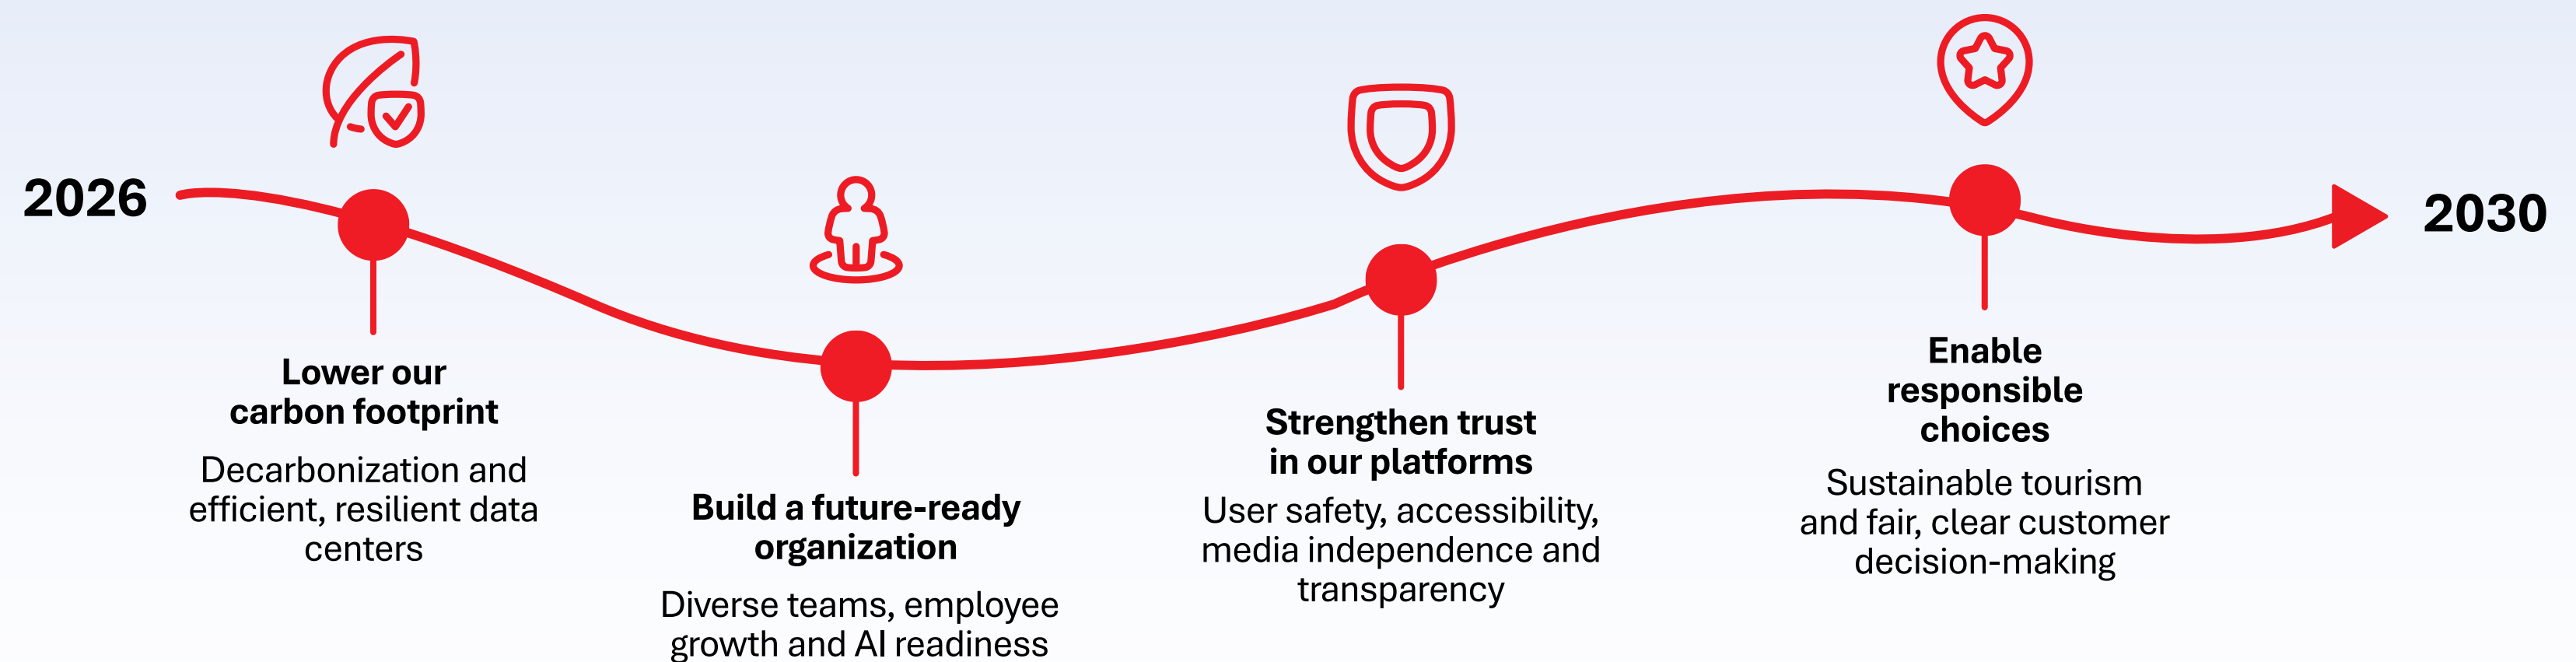 2026
Lower our
carbon footprint
Decarbonization and
efficient, resilient data
centers
Build a future-ready
organization
Diverse teams, employee
growth and AI readiness
Strengthen trust
in our platforms
User safety, accessibility,
media independence and
transparency
Enable
responsible
choices
Sustainable tourism
and fair, clear customer
decision-making
2030